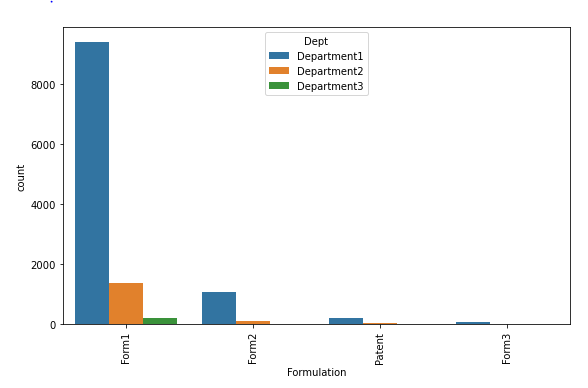 Dept
Department1
Department2
Department3
count
8000
6000
4000
2000
0
Form1
Form2
Patent
Form3
Formulation